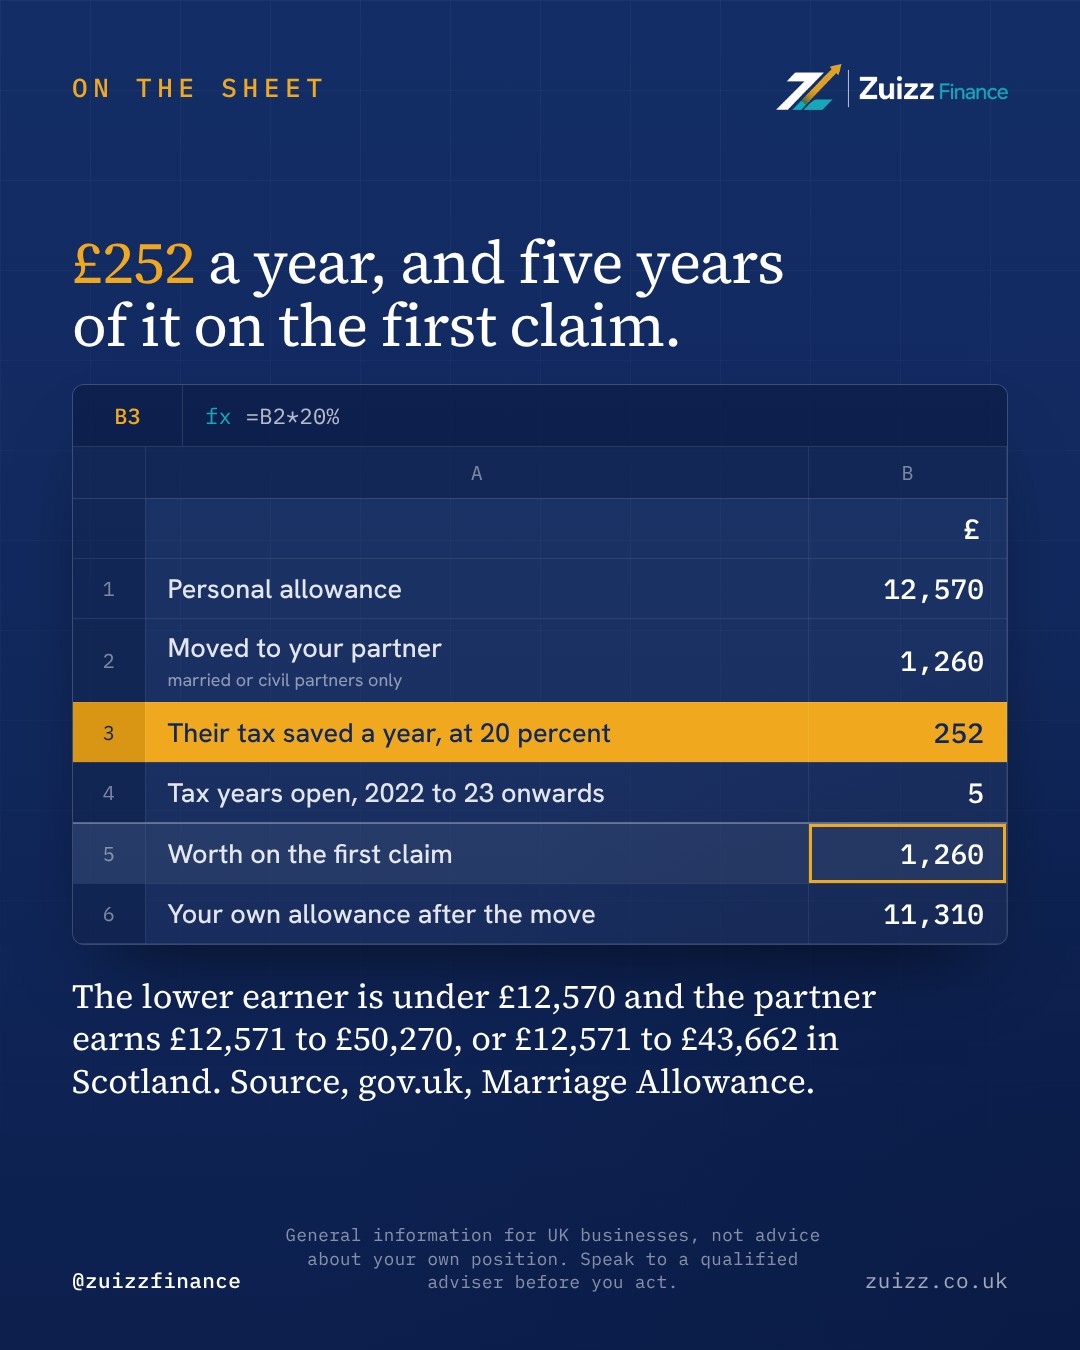 ON THE SHEET
Zuizz Finance
£252 a year, and five years
of it on the first claim.
B3 fx =B2*20%
A B
£
1 Personal allowance 12,570
2 Moved to your partner 1,260
married or civil partners only
3 Their tax saved a year, at 20 percent 252
4 Tax years open, 2022 to 23 onwards 5
5 Worth on the first claim 1,260
6 Your own allowance after the move 11,310
The lower earner is under £12,570 and the partner
earns £12,571 to £50,270, or £12,571 to £43,662 in
Scotland. Source, gov.uk, Marriage Allowance.
General information for UK businesses, not advice
about your own position. Speak to a qualified
adviser before you act.
@zuizzfinance
zuizz.co.uk